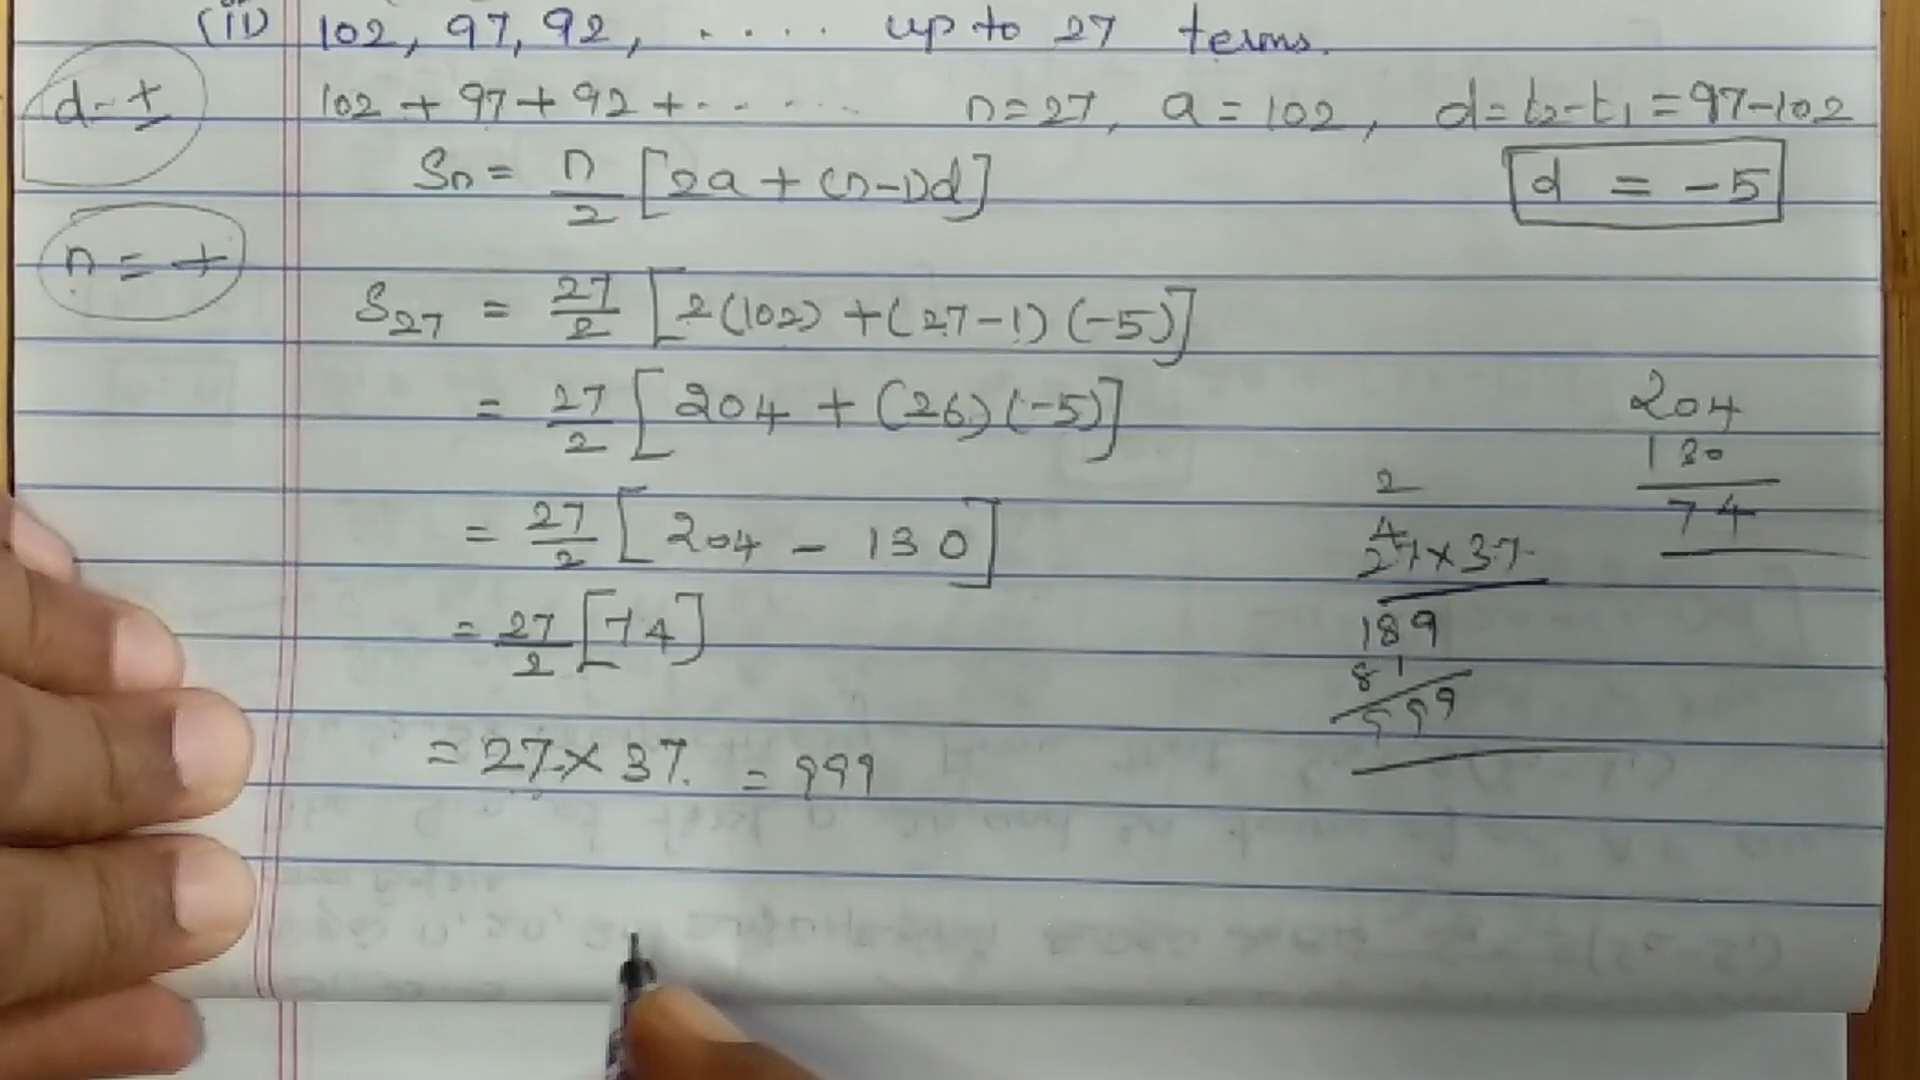 (ii) 102, 97, 92, ..... up to 27 terms.
d - ±
102 + 97 + 92 + ..... n = 27, a = 102, d = t2 - t1 = 97 - 102
Sn = n/2 [2a + (n-1)d]
d = -5
n = +
S27 = 27/2 [2(102) + (27-1)(-5)]
= 27/2 [204 + (26)(-5)]
204
130
74
= 27/2 [204 - 130]
2
4
27×37
189
81
999
= 27/2 [74]
= 27 × 37 = 999